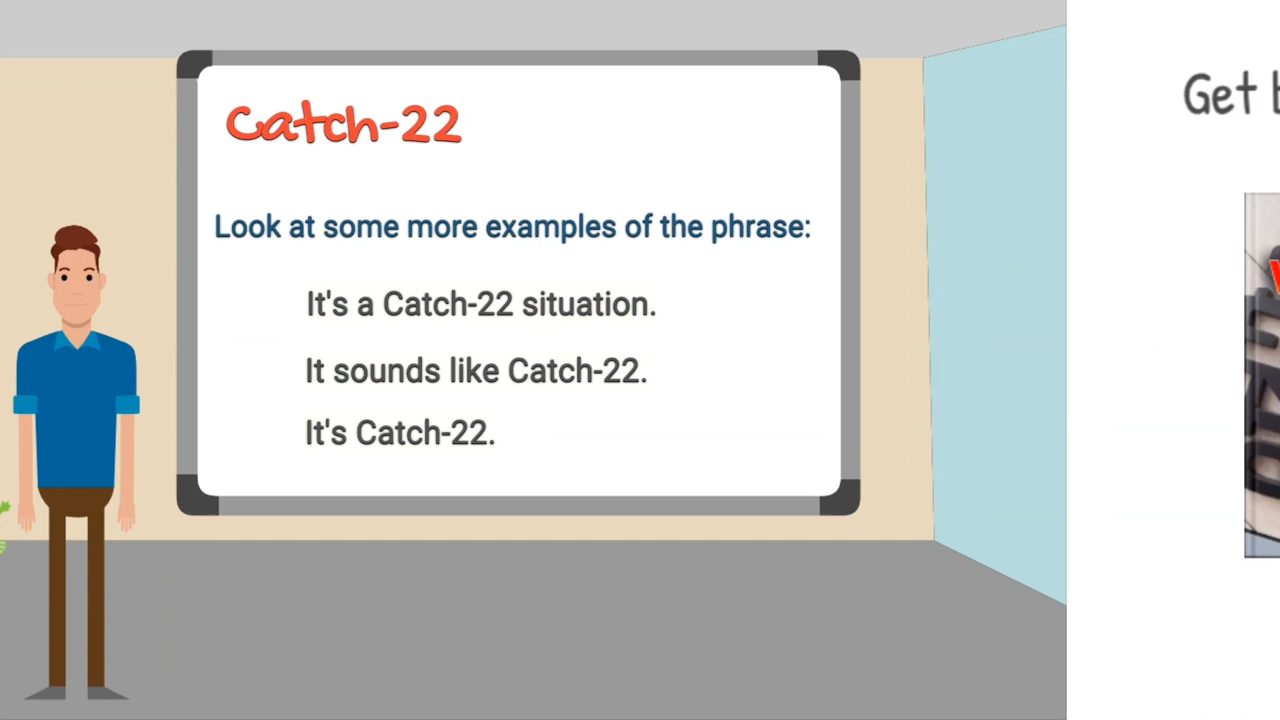 Catch-22
Look at some more examples of the phrase:
It's a Catch-22 situation.
It sounds like Catch-22.
It's Catch-22.
Get